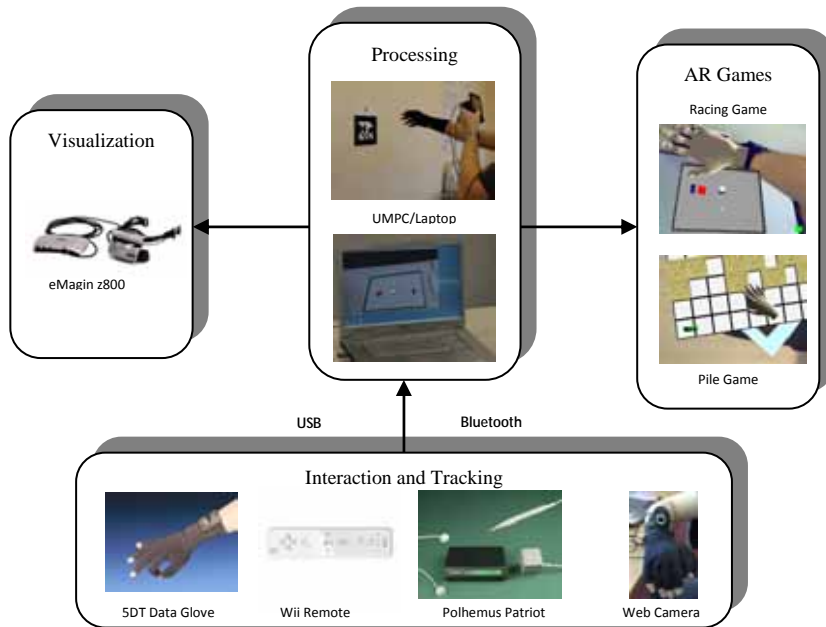 Processing
UMPC/Laptop
Visualization
eMagin z800
AR Games
Racing Game
Pile Game
USB
Bluetooth
Interaction and Tracking
5DT Data Glove
Wii Remote
Polhemus Patriot
Web Camera